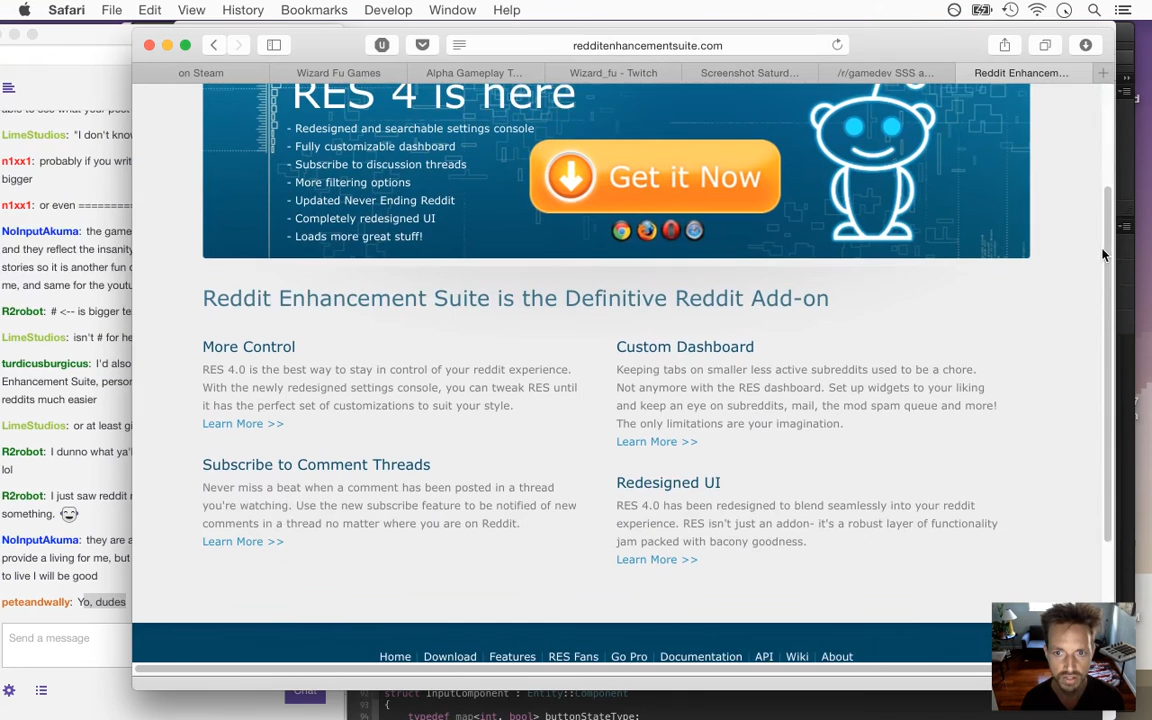 Safari File Edit View History Bookmarks Develop Window Help
redditenhancementsuite.com
on Steam
Wizard Fu Games
Alpha Gameplay T...
Wizard_fu - Twitch
Screenshot Saturd...
/r/gamedev SSS a...
Reddit Enhancem...
able to see what your post
LimeStudios: "I don't know
n1xx1: probably if you writ
bigger
n1xx1: or even =========
NoInputAkuma: the game
and they reflect the insanity
stories so it is another fun
me, and same for the youtu
R2robot: # <-- is bigger te
LimeStudios: isn't # for he
turdicusburgicus: I'd also
Enhancement Suite, person
reddits much easier
LimeStudios: or at least gi
R2robot: I dunno what ya'l
lol
R2robot: I just saw reddit
something.
NoInputAkuma: they are a
provide a living for me, but
to live I will be good
peteandwally: Yo, dudes
Send a message
Chat
RES 4 is here
- Redesigned and searchable settings console
- Fully customizable dashboard
- Subscribe to discussion threads
- More filtering options
- Updated Never Ending Reddit
- Completely redesigned UI
- Loads more great stuff!
Get it Now
Reddit Enhancement Suite is the Definitive Reddit Add-on
More Control
RES 4.0 is the best way to stay in control of your reddit experience.
With the newly redesigned settings console, you can tweak RES until
it has the perfect set of customizations to suit your style.
Learn More >>
Subscribe to Comment Threads
Never miss a beat when a comment has been posted in a thread
you're watching. Use the new subscribe feature to be notified of new
comments in a thread no matter where you are on Reddit.
Learn More >>
Custom Dashboard
Keeping tabs on smaller less active subreddits used to be a chore.
Not anymore with the RES dashboard. Set up widgets to your liking
and keep an eye on subreddits, mail, the mod spam queue and more!
The only limitations are your imagination.
Learn More >>
Redesigned UI
RES 4.0 has been redesigned to blend seamlessly into your reddit
experience. RES isn't just an addon- it's a robust layer of functionality
jam packed with bacony goodness.
Learn More >>
Home Download Features RES Fans Go Pro Documentation API Wiki About
92 struct InputComponent : Entity::Component
93 {
94 typedef map<int, bool> buttonStateType;